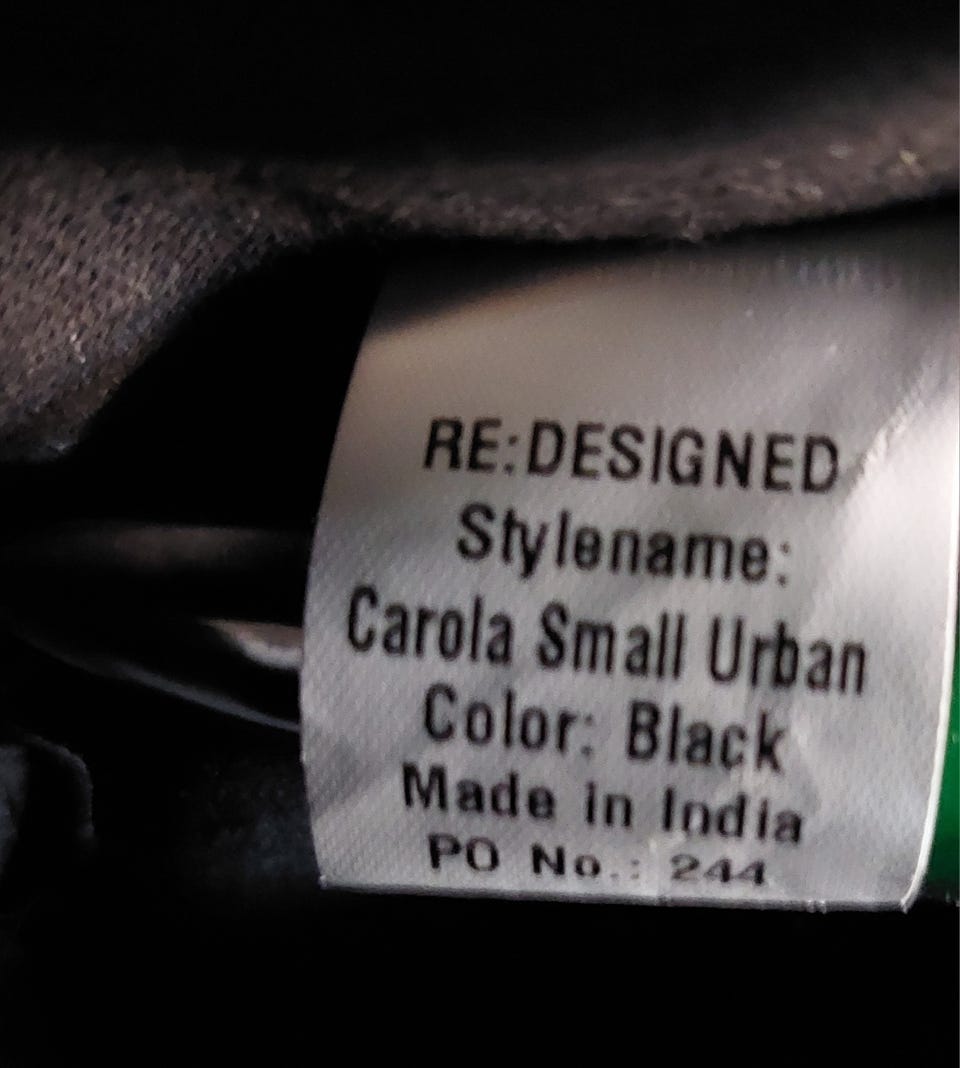 RE:DESIGNED
Stylename:
Carola Small Urban
Color: Black
Made in India
PO No.: 244